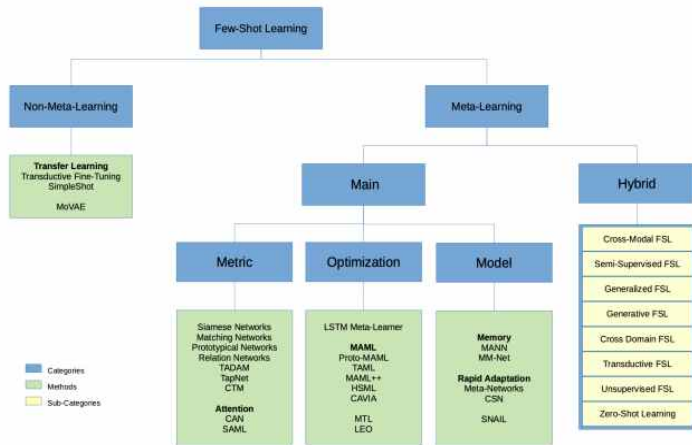 Few-Shot Learning
Non-Meta-Learning
Meta-Learning
Transfer Learning
Transductive Fine-Tuning
SimpleShot
MoVAE
Main
Hybrid
Metric
Optimization
Model
Siamese Networks
Matching Networks
Prototypical Networks
Relation Networks
TADAM
TapNet
CTM
Attention
CAN
SAML
LSTM Meta-Learner
MAML
Proto-MAML
TAML
MAML++
HSML
CAVIA
MTL
LEO
Memory
MANN
MM-Net
Rapid Adaptation
Meta-Networks
CSN
SNAIL
Cross-Modal FSL
Semi-Supervised FSL
Generalized FSL
Generative FSL
Cross Domain FSL
Transductive FSL
Unsupervised FSL
Zero-Shot Learning
Categories
Methods
Sub-Categories